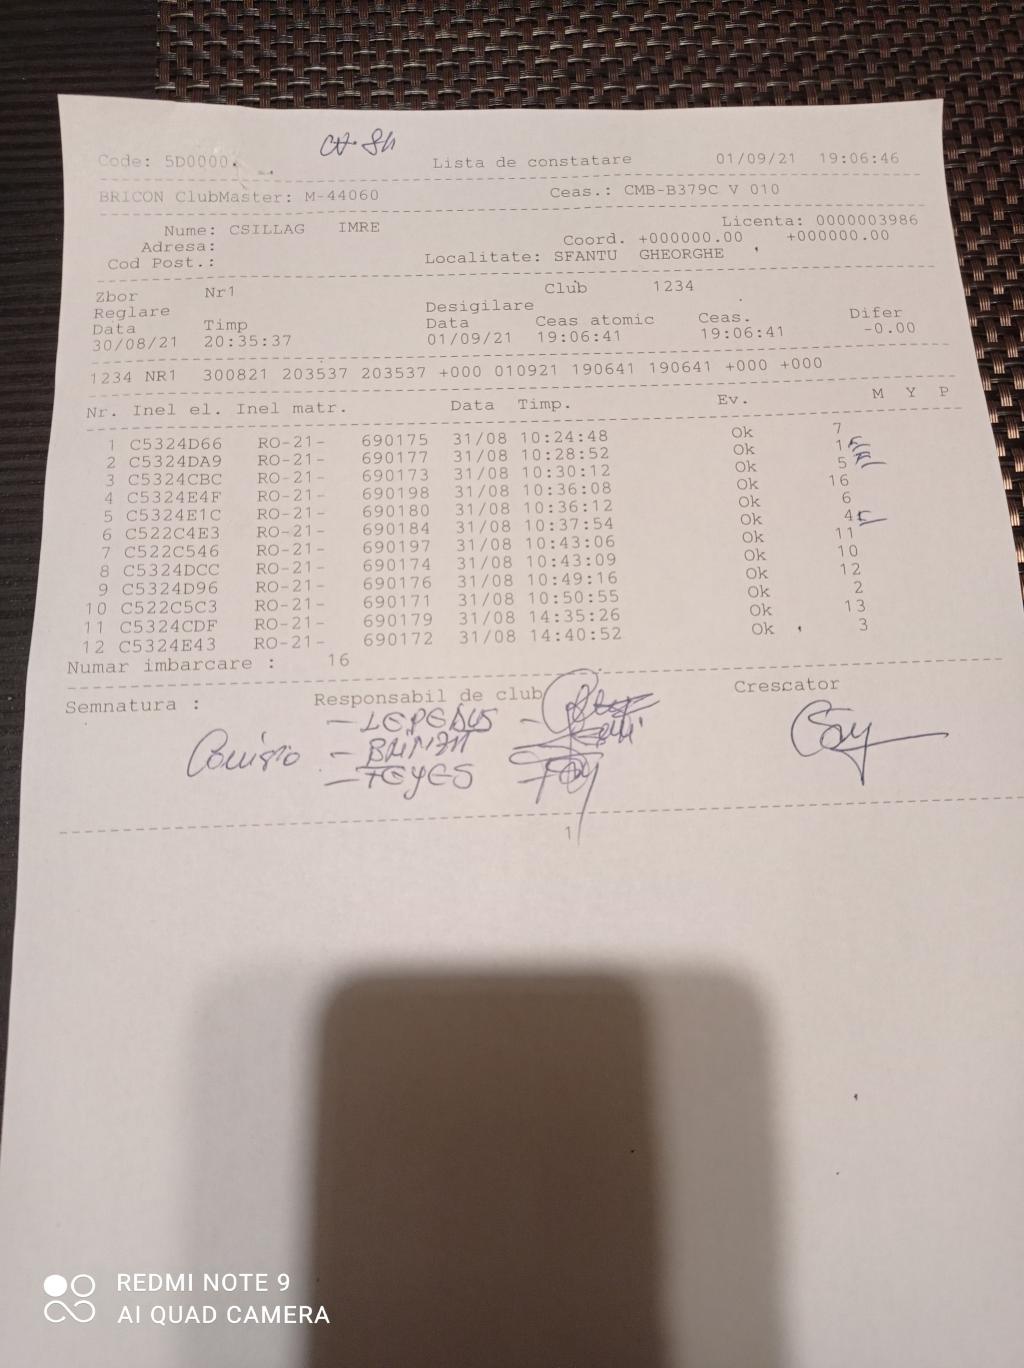 Code: 5D0000. Lista de constatare 01/09/21 19:06:46
BRICON ClubMaster: M-44060 Ceas.: CMB-B379C V 010
Nume: CSILLAG IMRE Licenta: 0000003986
Adresa: Coord. +000000.00 +000000.00
Cod Post.: Localitate: SFANTU GHEORGHE
Zbor Nr1 Club 1234
Reglare Desigilare
Data Timp Data Ceas atomic Ceas. Difer
30/08/21 20:35:37 01/09/21 19:06:41 19:06:41 -0.00
1234 NR1 300821 203537 203537 +000 010921 190641 190641 +000 +000
Nr. Inel el. Inel matr. Data Timp. Ev. M Y P
1 C5324D66 RO-21- 690175 31/08 10:24:48 Ok 7
2 C5324DA9 RO-21- 690177 31/08 10:28:52 Ok 1
3 C5324CBC RO-21- 690173 31/08 10:30:12 Ok 5
4 C5324E4F RO-21- 690198 31/08 10:36:08 Ok 16
5 C5324E1C RO-21- 690180 31/08 10:36:12 Ok 6
6 C522C4E3 RO-21- 690184 31/08 10:37:54 Ok 4
7 C522C546 RO-21- 690197 31/08 10:43:06 Ok 11
8 C5324DCC RO-21- 690174 31/08 10:43:09 Ok 10
9 C5324D96 RO-21- 690176 31/08 10:49:16 Ok 12
10 C522C5C3 RO-21- 690171 31/08 10:50:55 Ok 2
11 C5324CDF RO-21- 690179 31/08 14:35:26 Ok 13
12 C5324E43 RO-21- 690172 31/08 14:40:52 Ok 3
Numar imbarcare : 16
Semnatura : Responsabil de club Crescator
1
REDMI NOTE 9
AI QUAD CAMERA